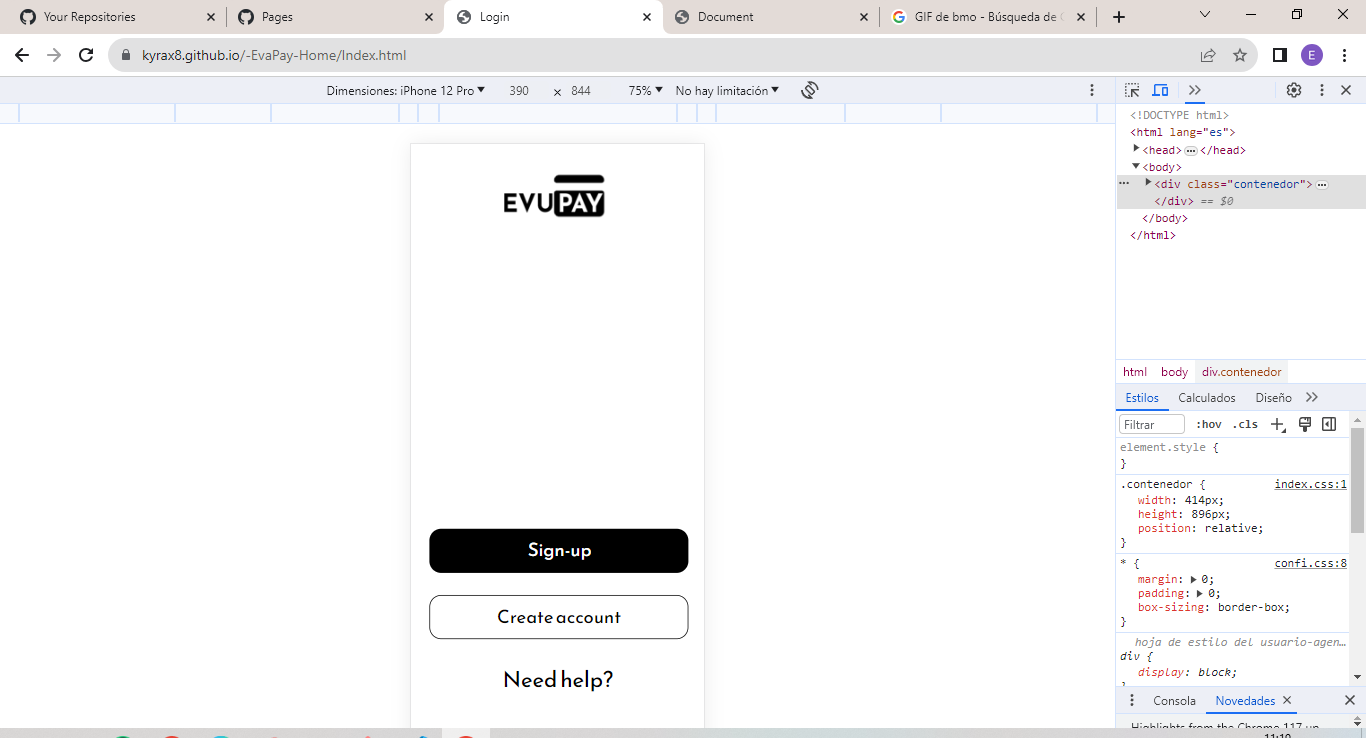 Your Repositories
Pages
Login
Document
GIF de bmo - Búsqueda de
kyrax8.github.io/-EvaPay-Home/Index.html
E
Dimensiones: iPhone 12 Pro 390 x 844 75% No hay limitación
EVUPAY
Sign-up
Create account
Need help?
<!DOCTYPE html>
<html lang="es">
<head> </head>
<body>
<div class="contenedor">
</div> == $0
</body>
</html>
html body div.contenedor
Estilos Calculados Diseño
Filtrar :hov .cls
element.style {
}
.contenedor { index.css:1
width: 414px;
height: 896px;
position: relative;
}
* { confi.css:8
margin: 0;
padding: 0;
box-sizing: border-box;
}
hoja de estilo del usuario-agen…
div {
display: block;
Consola Novedades
Highlights from the Chrome 117 up
11:10